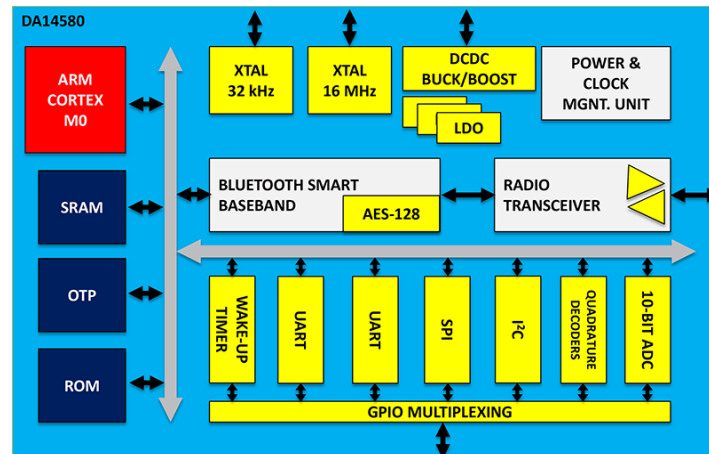 DA14580
ARM
CORTEX
M0
XTAL
32 kHz
XTAL
16 MHz
DCDC
BUCK/BOOST
LDO
POWER &
CLOCK
MGNT. UNIT
SRAM
BLUETOOTH SMART
BASEBAND
AES-128
RADIO
TRANSCEIVER
OTP
ROM
WAKE-UP
TIMER
UART
UART
SPI
I²C
QUADRATURE
DECODERS
10-BIT ADC
GPIO MULTIPLEXING